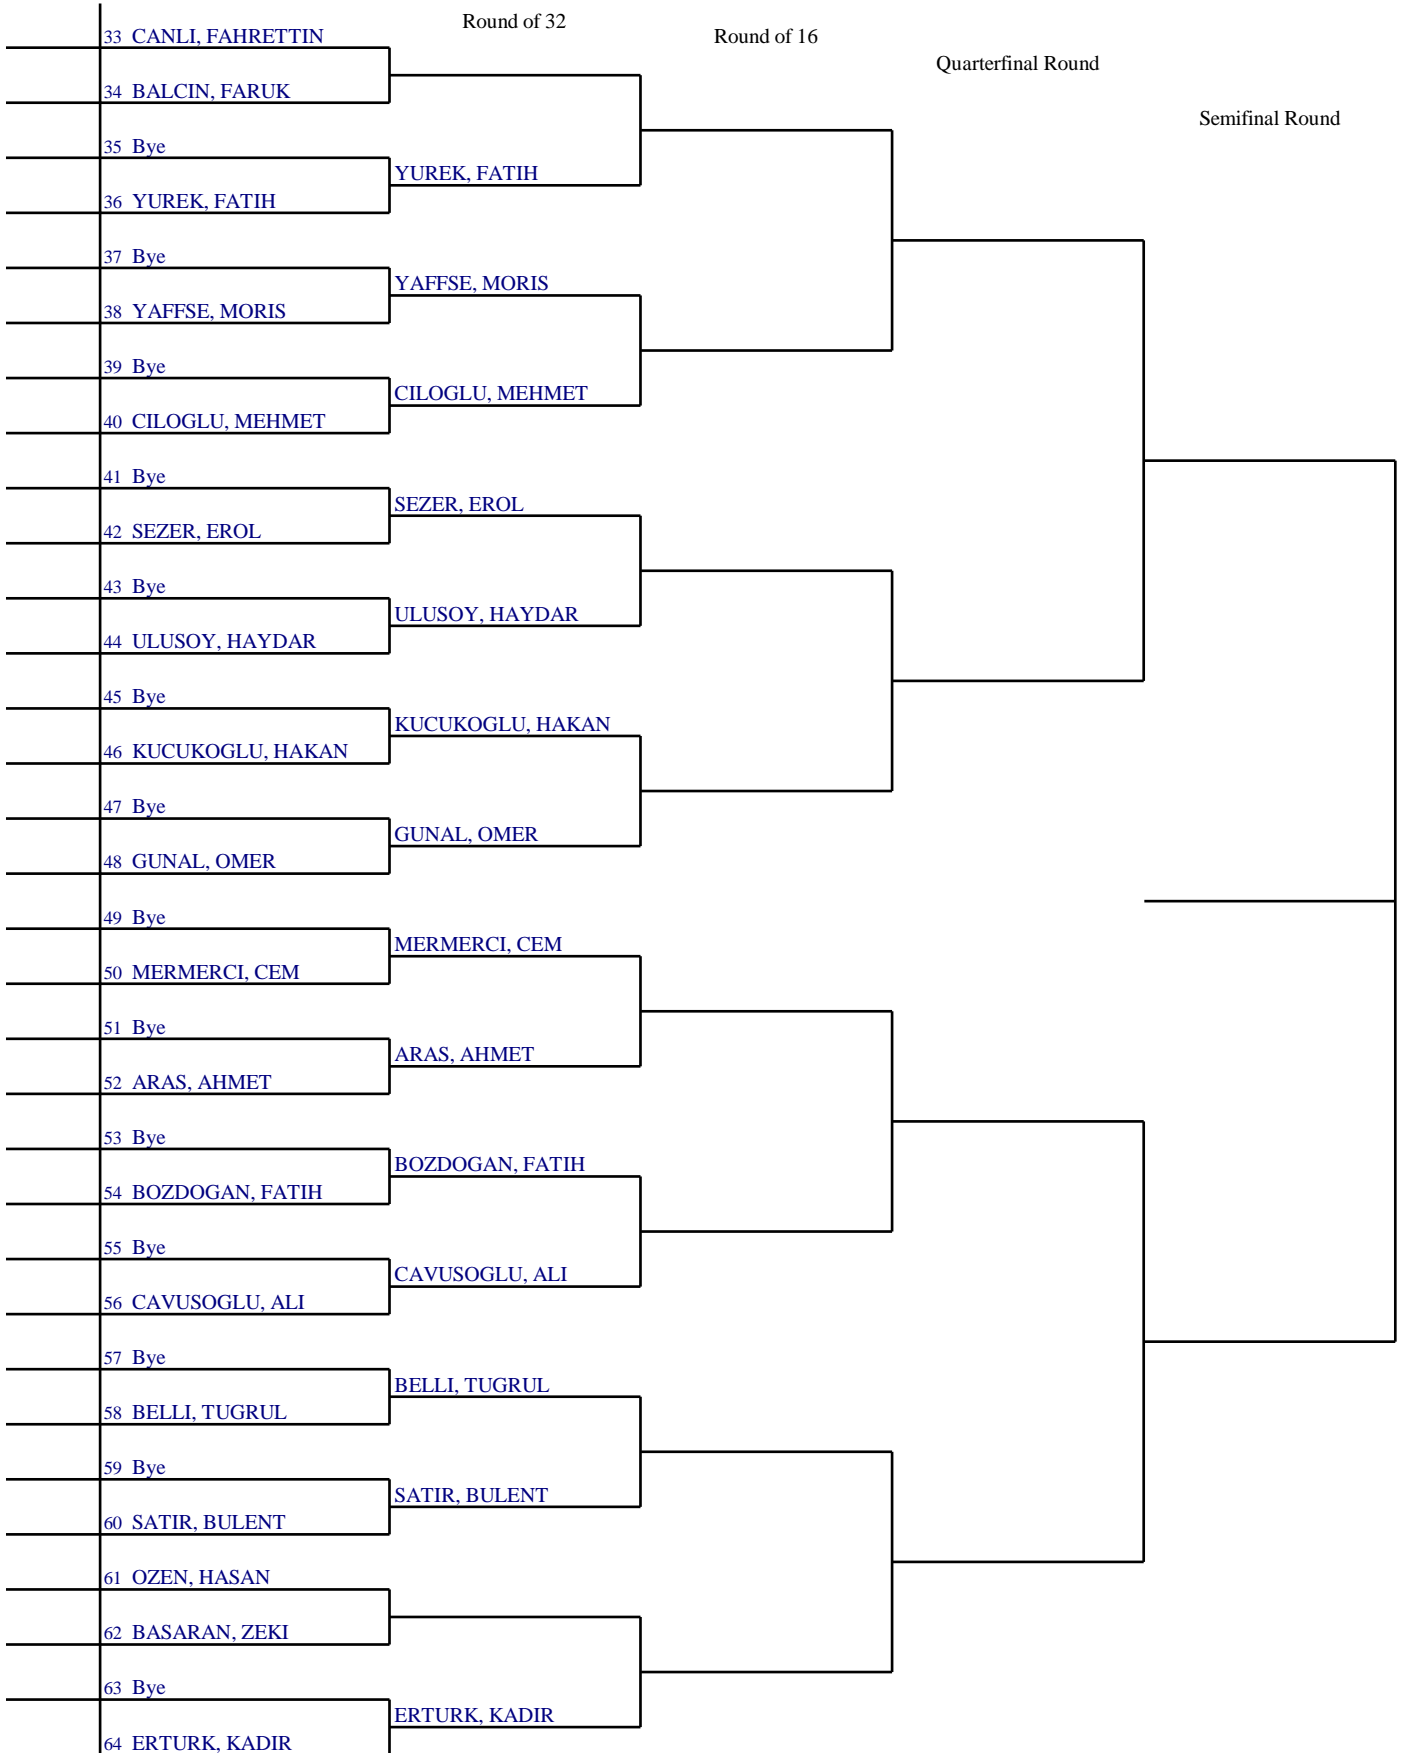 Round of 32
Round of 16
Quarterfinal Round
Semifinal Round
33 CANLI, FAHRETTIN
34 BALCIN, FARUK
35 Bye
YUREK, FATIH
36 YUREK, FATIH
37 Bye
YAFFSE, MORIS
38 YAFFSE, MORIS
39 Bye
CILOGLU, MEHMET
40 CILOGLU, MEHMET
41 Bye
SEZER, EROL
42 SEZER, EROL
43 Bye
ULUSOY, HAYDAR
44 ULUSOY, HAYDAR
45 Bye
KUCUKOGLU, HAKAN
46 KUCUKOGLU, HAKAN
47 Bye
GUNAL, OMER
48 GUNAL, OMER
49 Bye
MERMERCI, CEM
50 MERMERCI, CEM
51 Bye
ARAS, AHMET
52 ARAS, AHMET
53 Bye
BOZDOGAN, FATIH
54 BOZDOGAN, FATIH
55 Bye
CAVUSOGLU, ALI
56 CAVUSOGLU, ALI
57 Bye
BELLI, TUGRUL
58 BELLI, TUGRUL
59 Bye
SATIR, BULENT
60 SATIR, BULENT
61 OZEN, HASAN
62 BASARAN, ZEKI
63 Bye
ERTURK, KADIR
64 ERTURK, KADIR